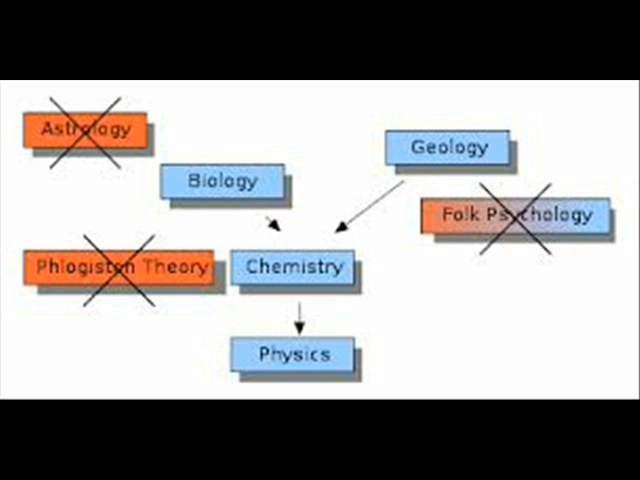 Astrology
Geology
Biology
Folk Psychology
Phlogiston Theory
Chemistry
Physics